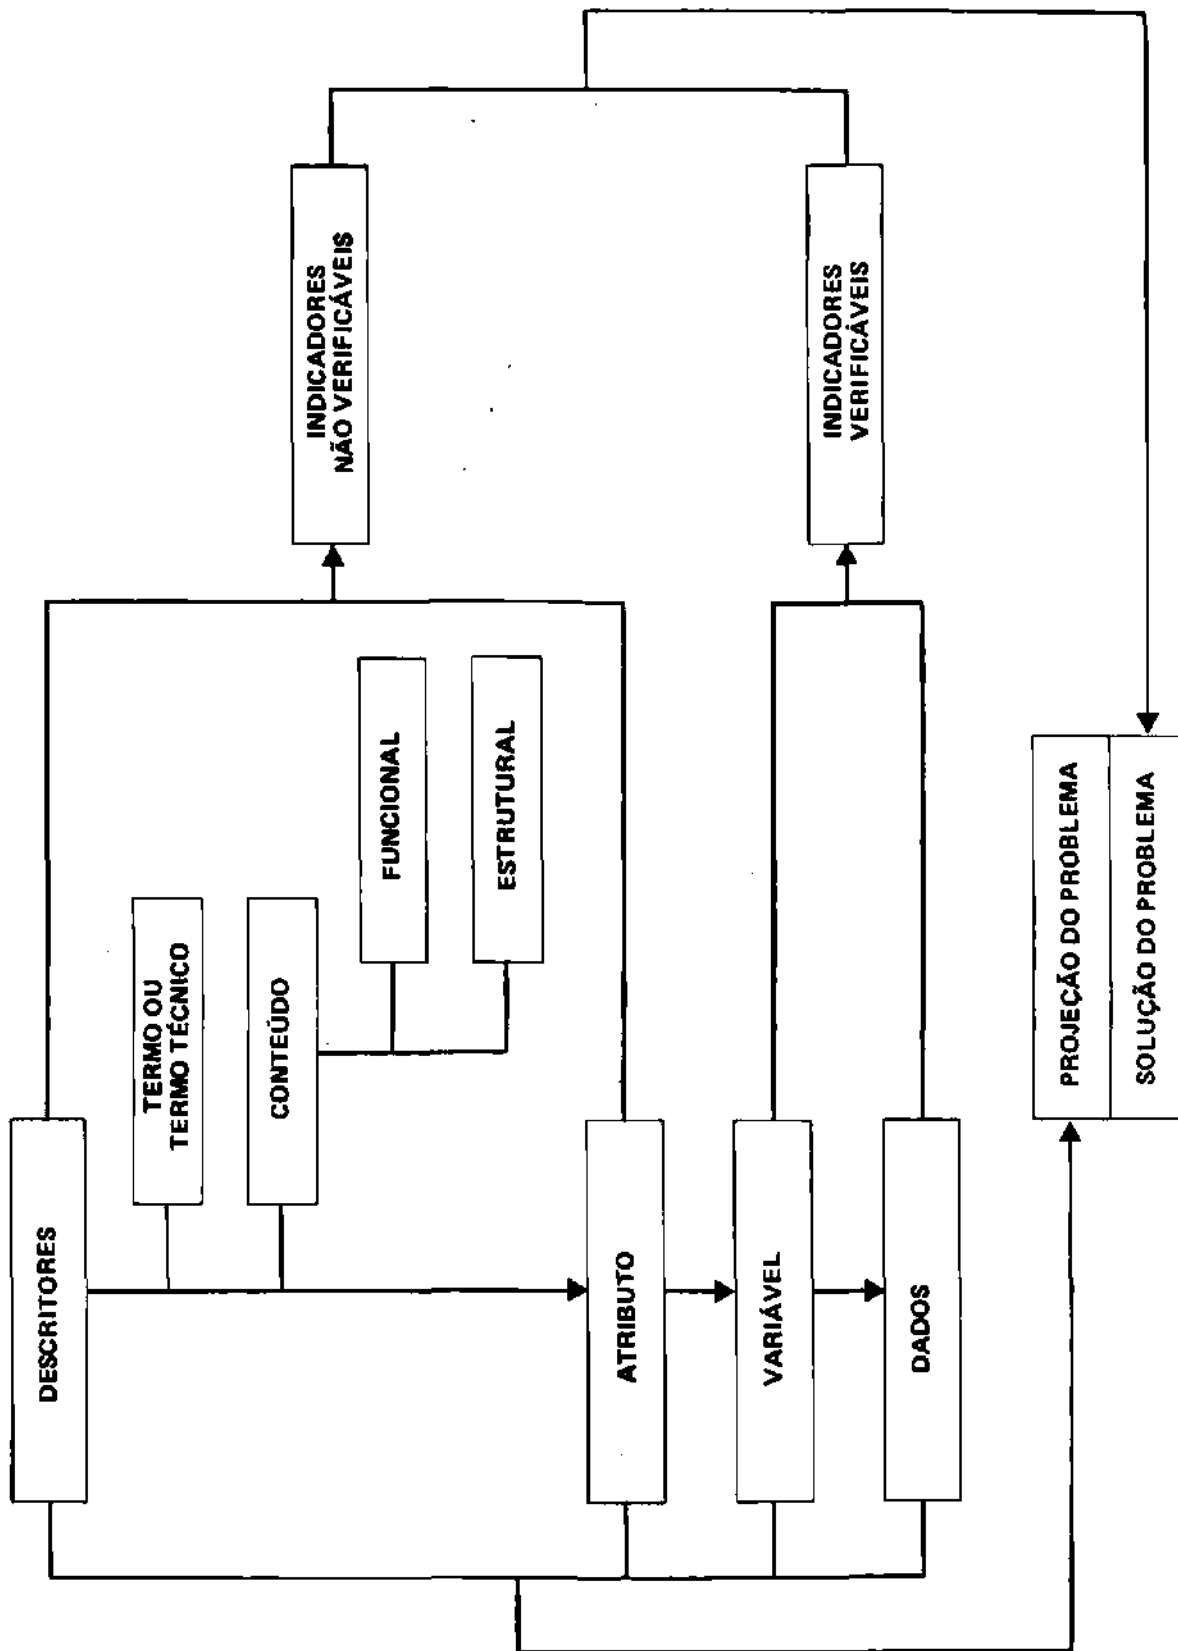 DESCRITORES
TERMO OU
TERMO TÉCNICO
CONTEÚDO
FUNCIONAL
ESTRUTURAL
ATRIBUTO
VARIÁVEL
DADOS
INDICADORES
NÃO VERIFICÁVEIS
INDICADORES
VERIFICÁVEIS
PROJEÇÃO DO PROBLEMA
SOLUÇÃO DO PROBLEMA